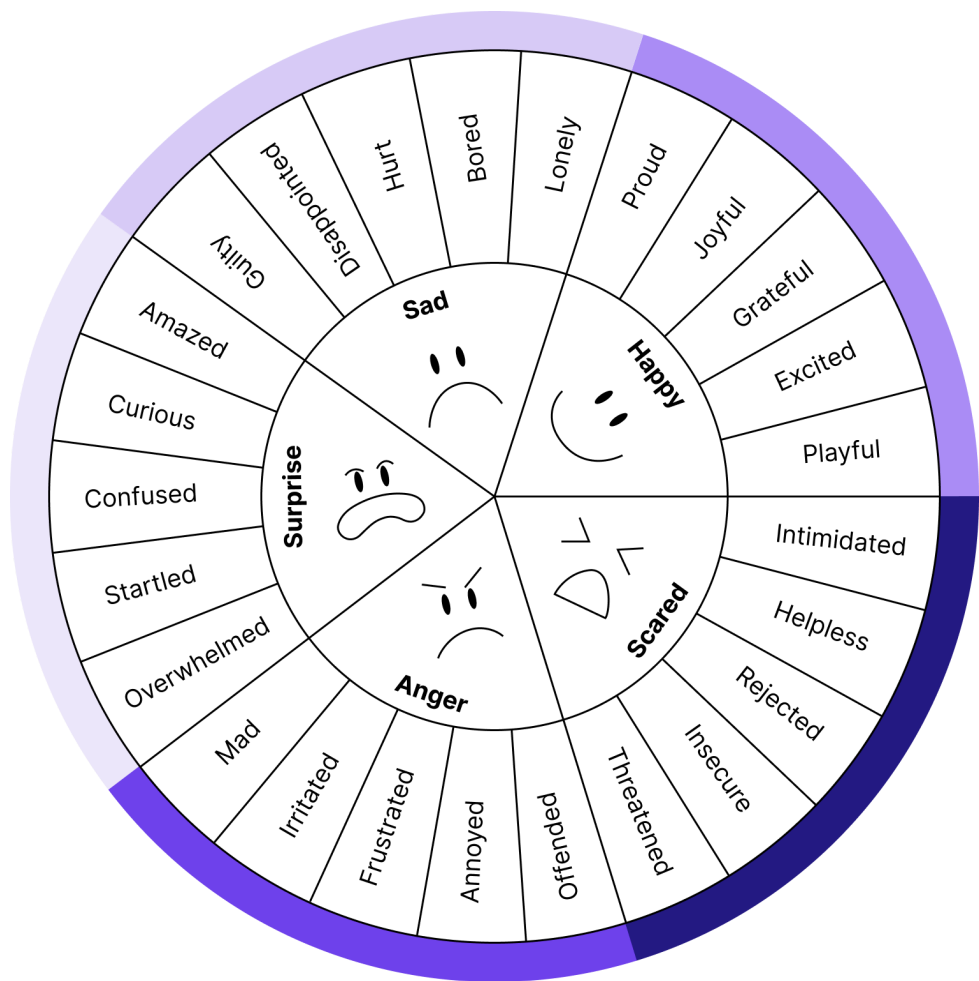 Happy
Proud
Joyful
Grateful
Excited
Playful
Scared
Intimidated
Helpless
Rejected
Insecure
Threatened
Anger
Offended
Annoyed
Frustrated
Irritated
Mad
Surprise
Overwhelmed
Startled
Confused
Curious
Amazed
Sad
Guilty
Disappointed
Hurt
Bored
Lonely